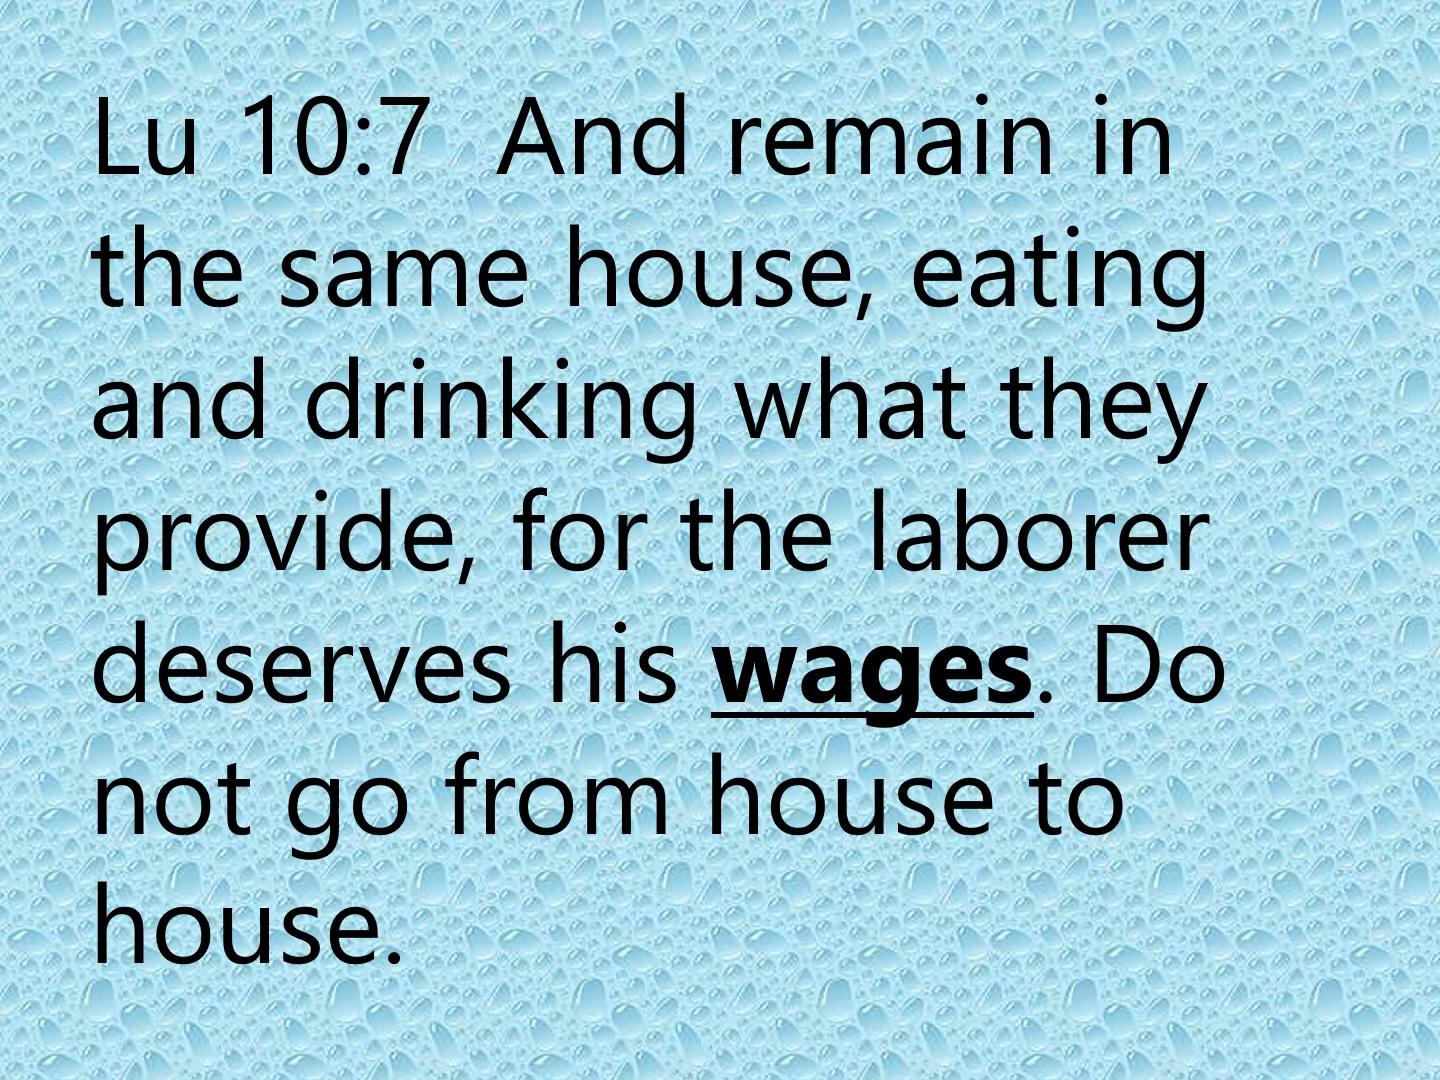 Lu 10:7  And remain in
the same house, eating
and drinking what they
provide, for the laborer
deserves his wages. Do
not go from house to
house.